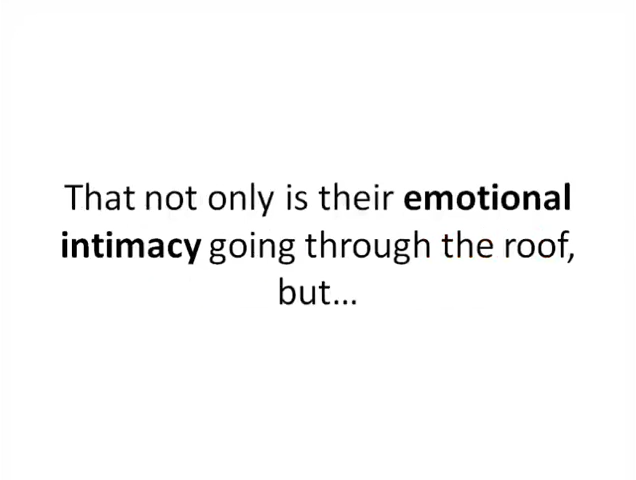 That not only is their emotional
intimacy going through the roof,
but…